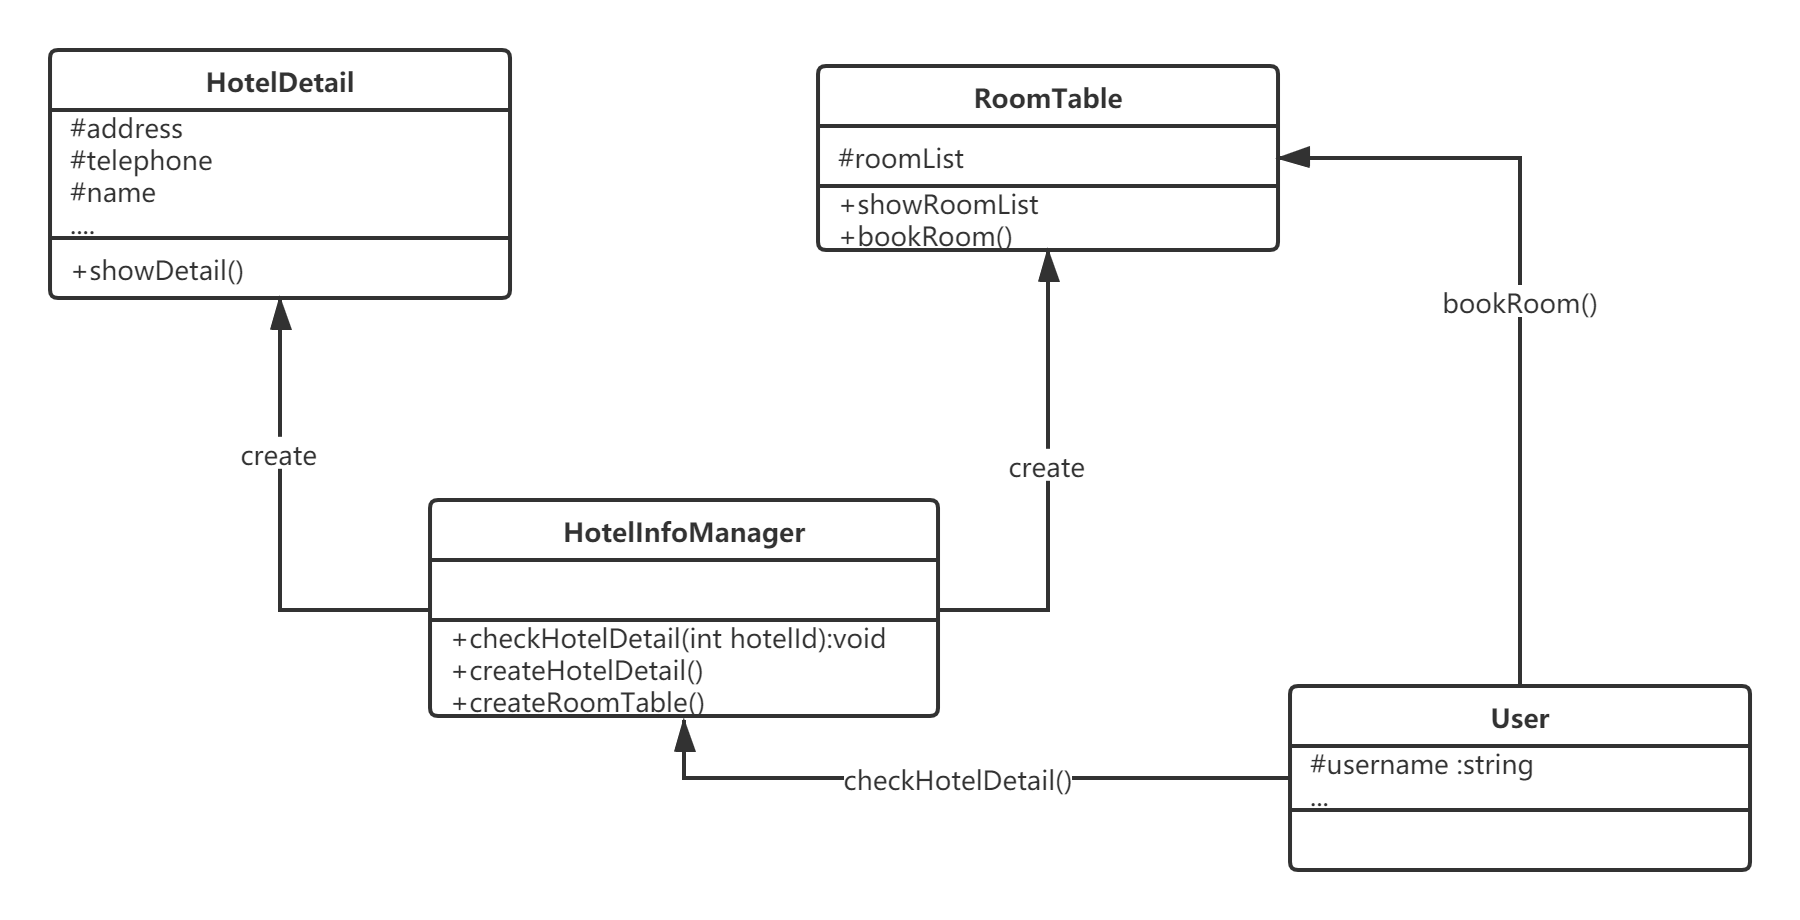 HotelDetail
#address
#telephone
#name
....
+showDetail()
RoomTable
#roomList
+showRoomList
+bookRoom()
bookRoom()
create
create
HotelInfoManager
+checkHotelDetail(int hotelId):void
+createHotelDetail()
+createRoomTable()
checkHotelDetail()
User
#username :string
...